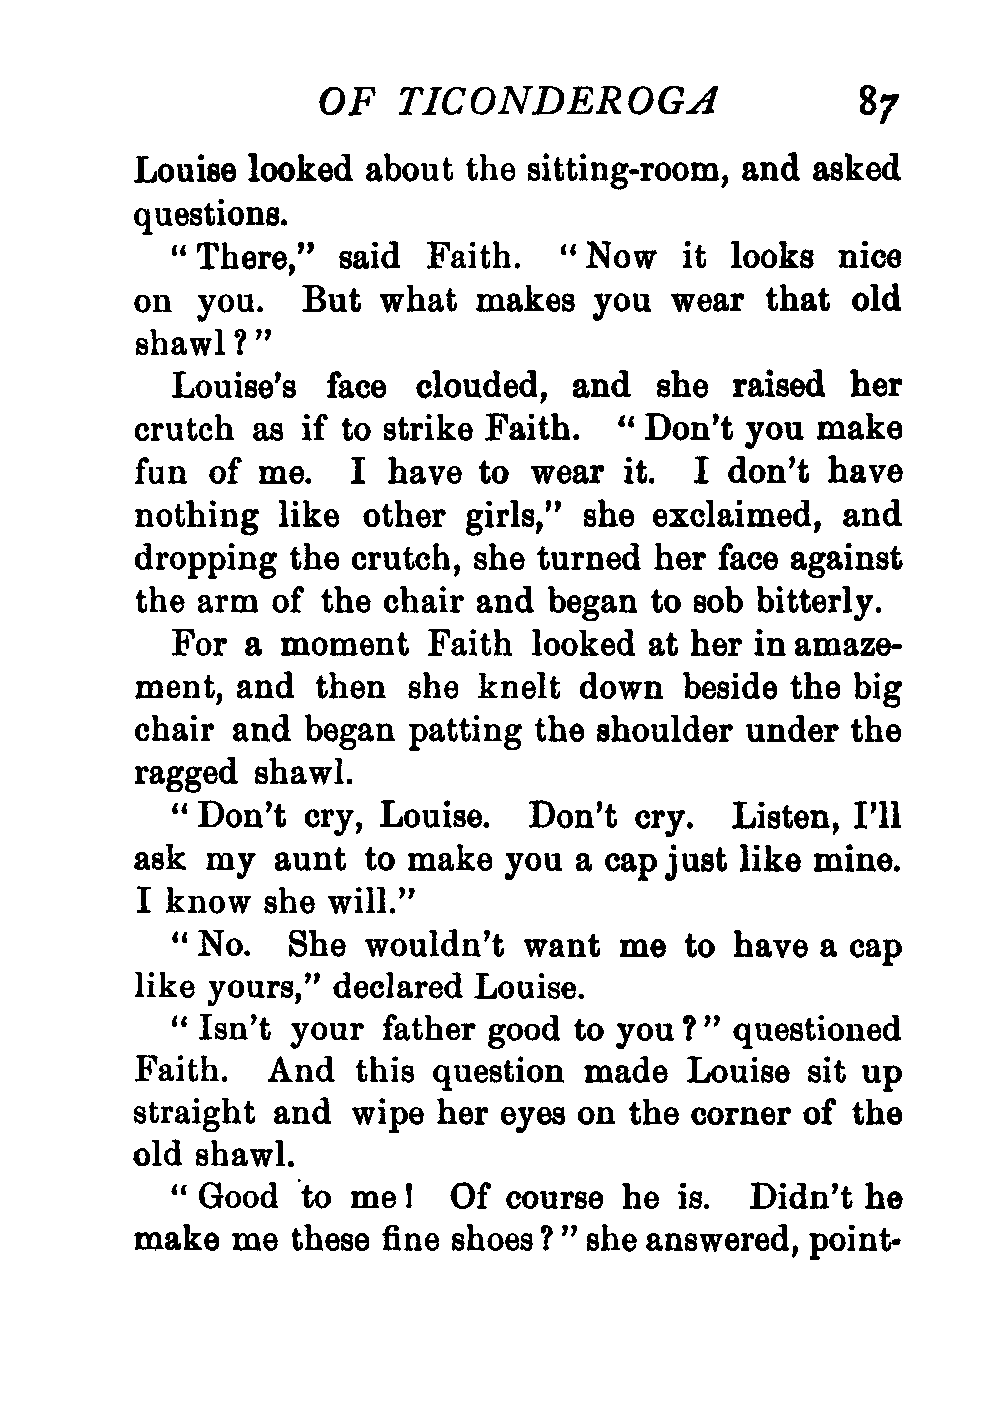 OF TICONDEROGA 87
Louise looked about the sitting-room, and asked
questions.
“ There,” said Faith. “ Now it looks nice
on you. But what makes you wear that old
shawl ? ”
Louise’s face clouded, and she raised her
crutch as if to strike Faith. “ Don’t you make
fun of me. I have to wear it. I don’t have
nothing like other girls,” she exclaimed, and
dropping the crutch, she turned her face against
the arm of the chair and began to sob bitterly.
For a moment Faith looked at her in amaze-
ment, and then she knelt down beside the big
chair and began patting the shoulder under the
ragged shawl.
“ Don’t cry, Louise. Don’t cry. Listen, I’ll
ask my aunt to make you a cap just like mine.
I know she will.”
“ No. She wouldn’t want me to have a cap
like yours,” declared Louise.
“ Isn’t your father good to you ? ” questioned
Faith. And this question made Louise sit up
straight and wipe her eyes on the corner of the
old shawl.
“ Good to me ! Of course he is. Didn’t he
make me these fine shoes ? ” she answered, point-